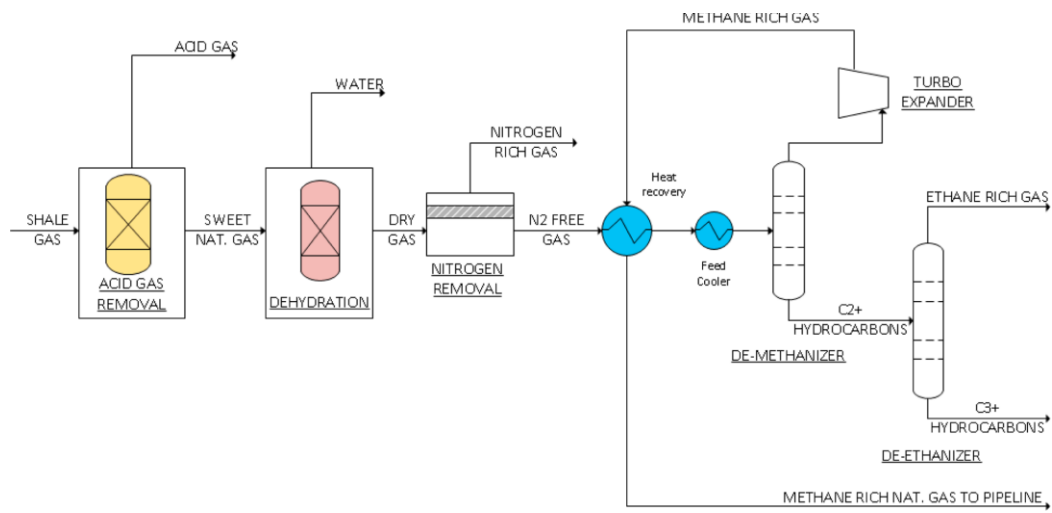 METHANE RICH GAS
ACID GAS
TURBO
EXPANDER
WATER
NITROGEN
RICH GAS
Heat
recovery
ETHANE RICH GAS
SHALE
GAS
SWEET
NAT. GAS
DRY
GAS
N2 FREE
GAS
NITROGEN
REMOVAL
Feed
Cooler
ACID GAS
REMOVAL
DEHYDRATION
C2+
HYDROCARBONS
DE-METHANIZER
C3+
HYDROCARBONS
DE-ETHANIZER
METHANE RICH NAT. GAS TO PIPELINE